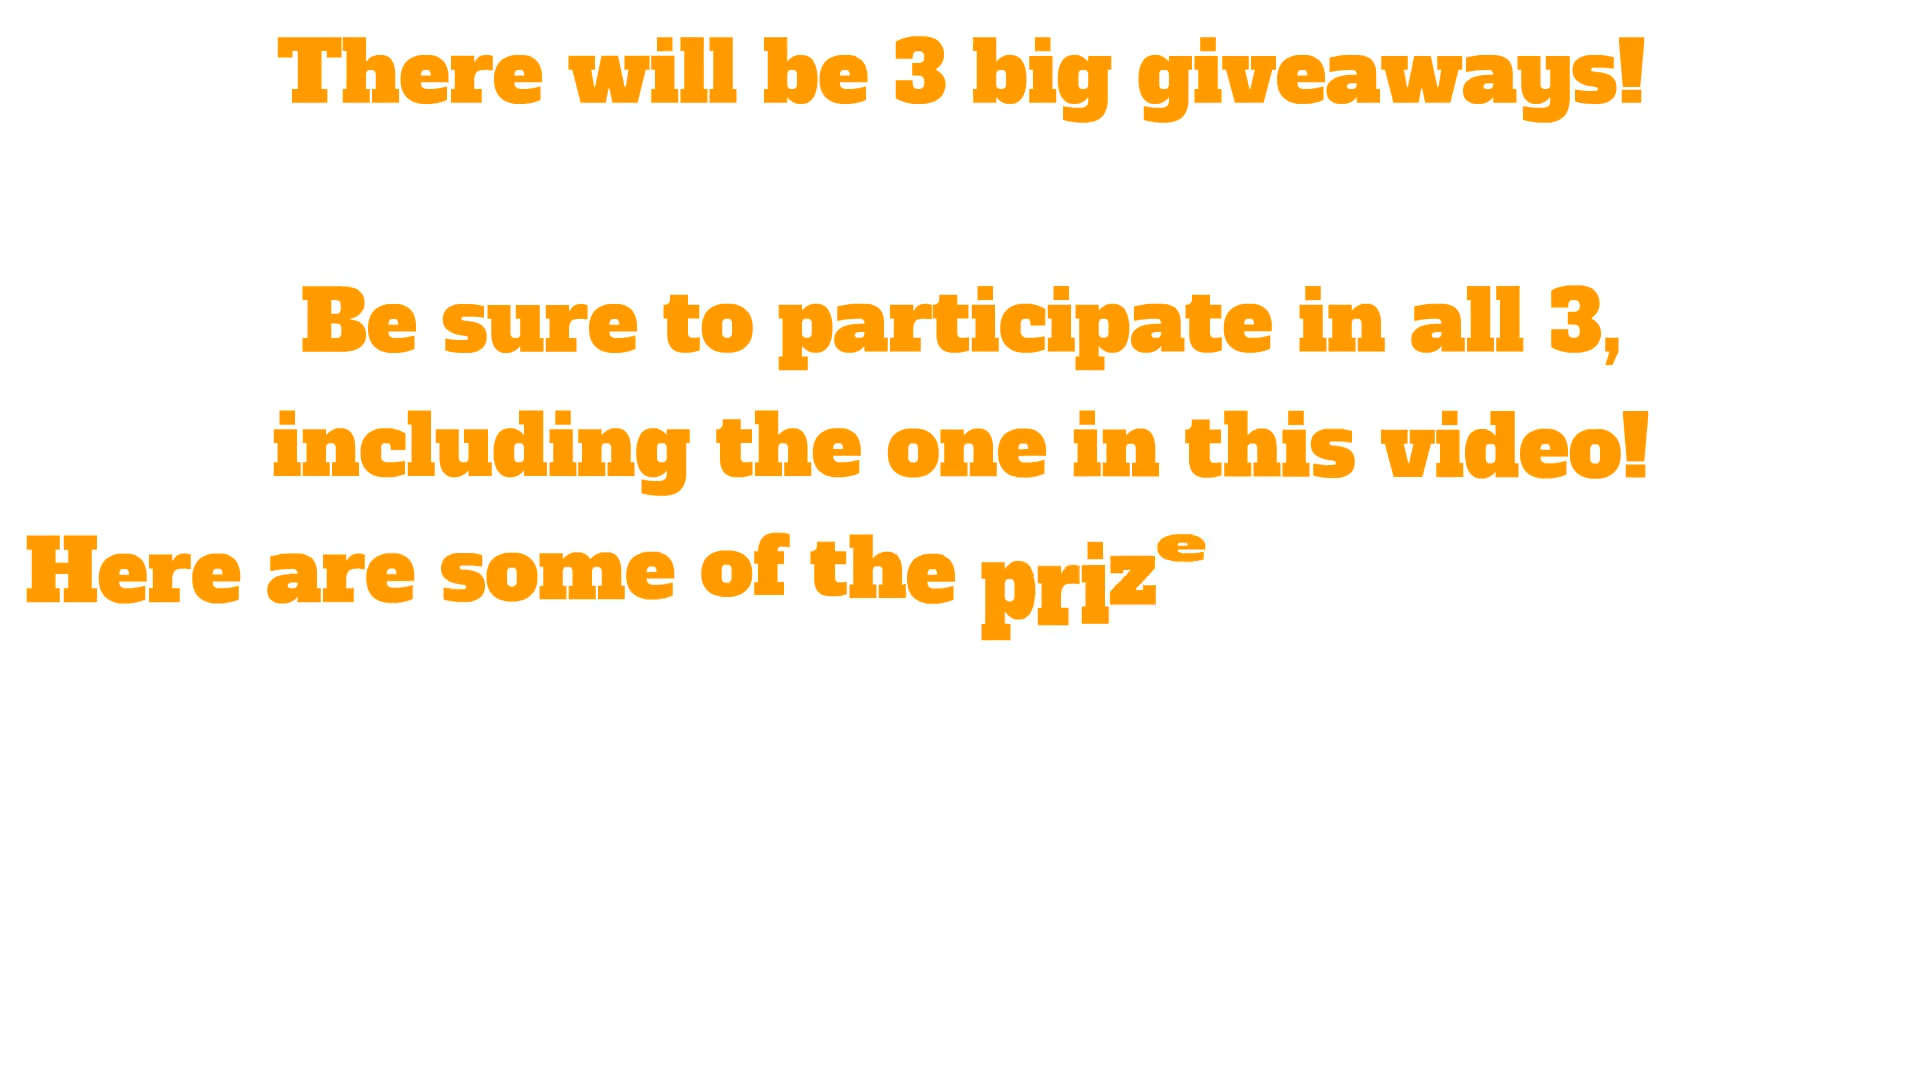 There will be 3 big giveaways!
Be sure to participate in all 3,
including the one in this video!
Here are some of the prize